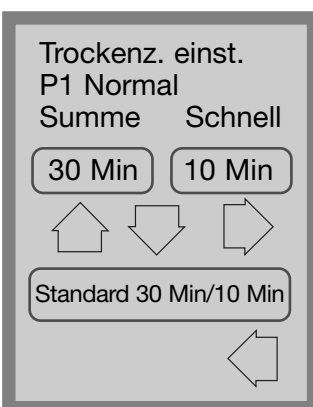 Trockenz. einst.
P1 Normal
Summe Schnell
30 Min 10 Min
Standard 30 Min/10 Min